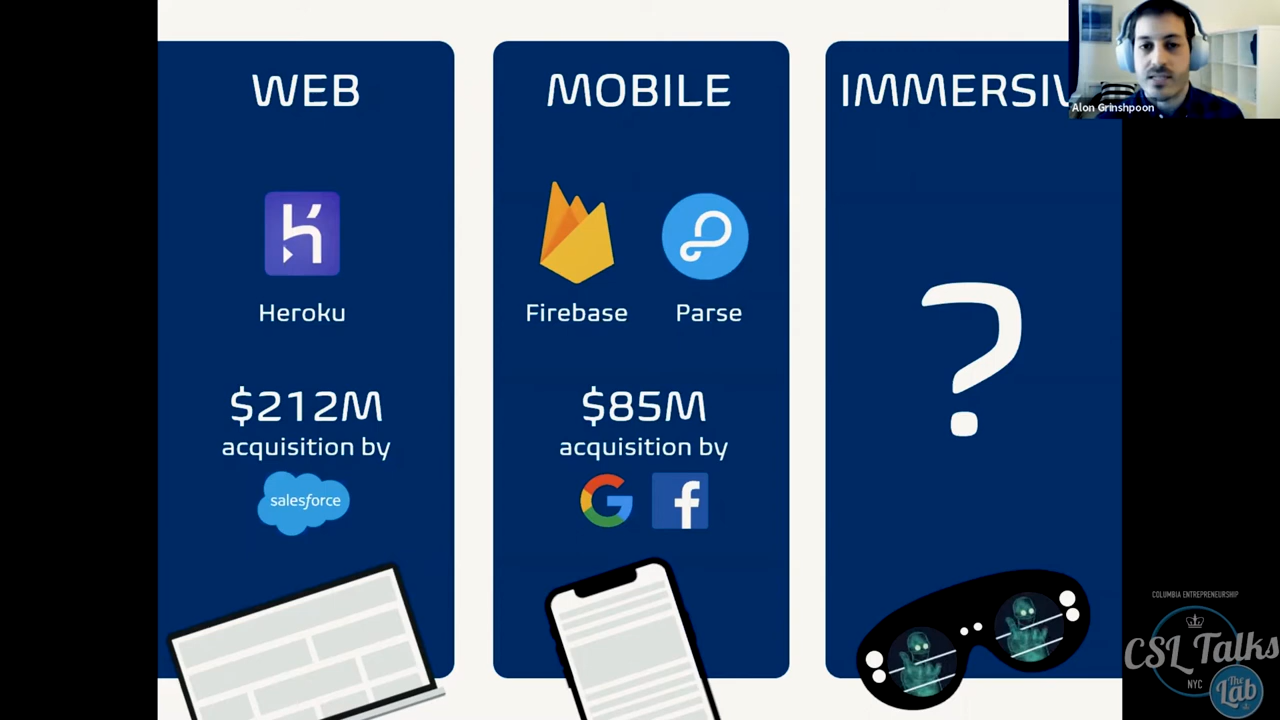 WEB
Heroku
$212M
acquisition by
salesforce
MOBILE
Firebase
Parse
$85M
acquisition by
G
f
IMMERSIV
?
Alon Grinshpoon
COLUMBIA ENTREPRENEURSHIP
CSL Talks
NYC
The
Lab